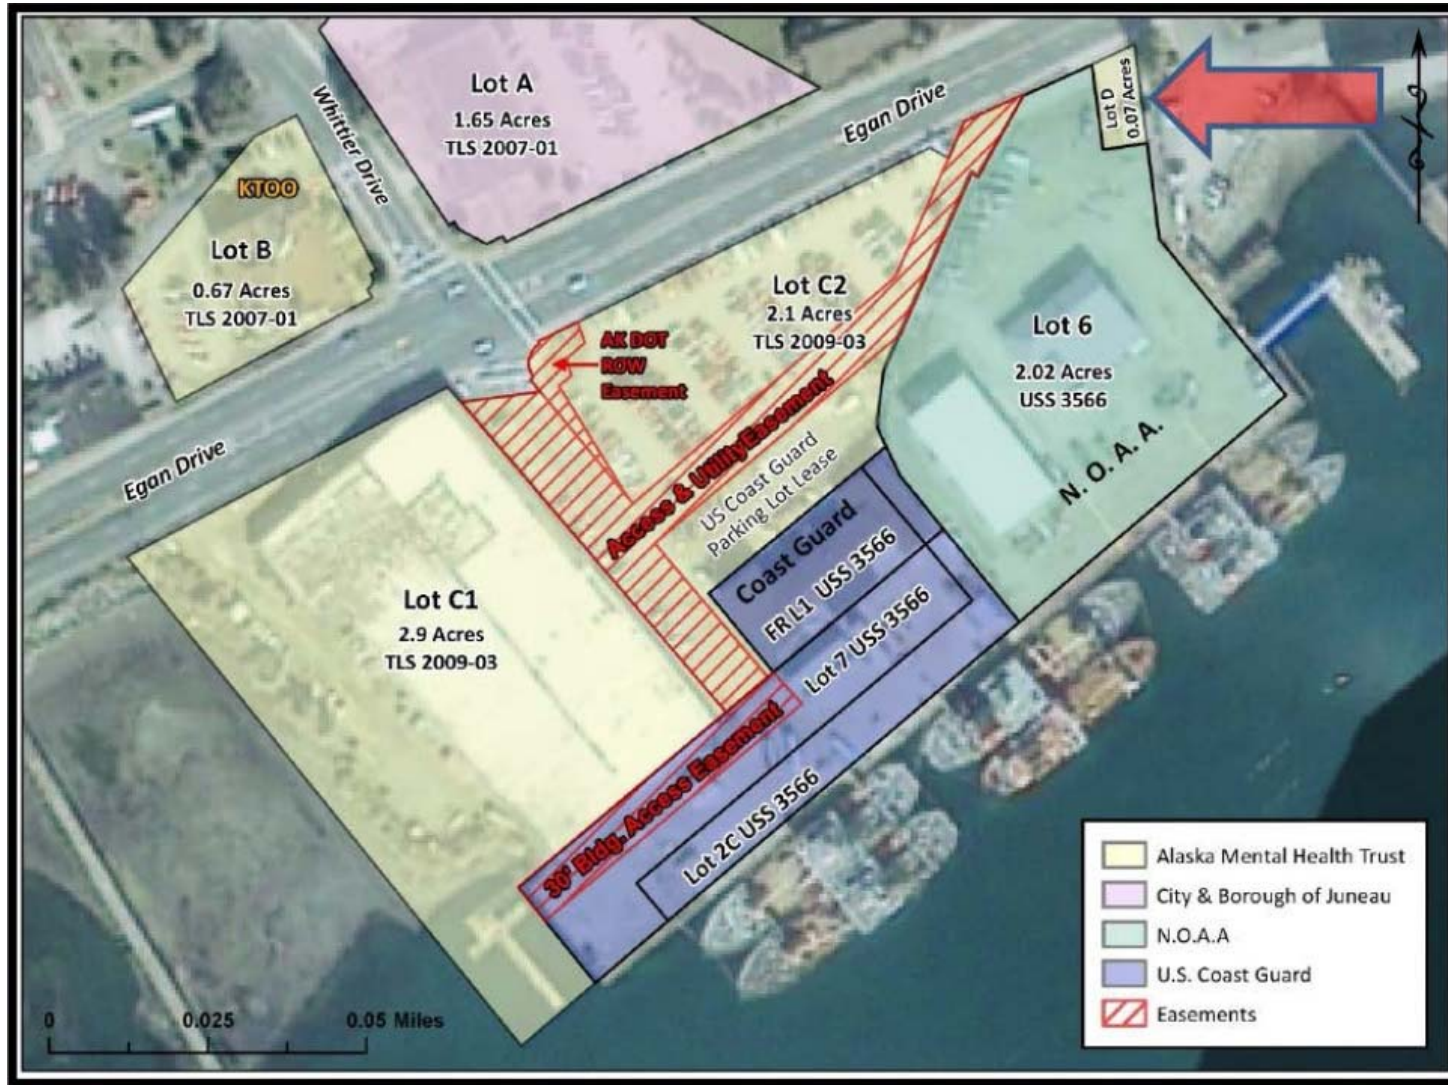 Lot A
1.65 Acres
TLS 2007-01
Whittier Drive
Egan Drive
Lot D
0.07 Acres
KTOO
Lot B
0.67 Acres
TLS 2007-01
Lot C2
2.1 Acres
TLS 2009-03
AK DOT
ROW
Easement
Lot 6
2.02 Acres
USS 3566
N. O. A. A.
Egan Drive
Access & UtilityEasement
US Coast Guard
Parking Lot Lease
Coast Guard
FR L1 USS 3566
Lot 7 USS 3566
Lot C1
2.9 Acres
TLS 2009-03
30' Bldg. Access Easement
Lot 2C USS 3566
Alaska Mental Health Trust
City & Borough of Juneau
N.O.A.A
U.S. Coast Guard
Easements
0 0.025 0.05 Miles